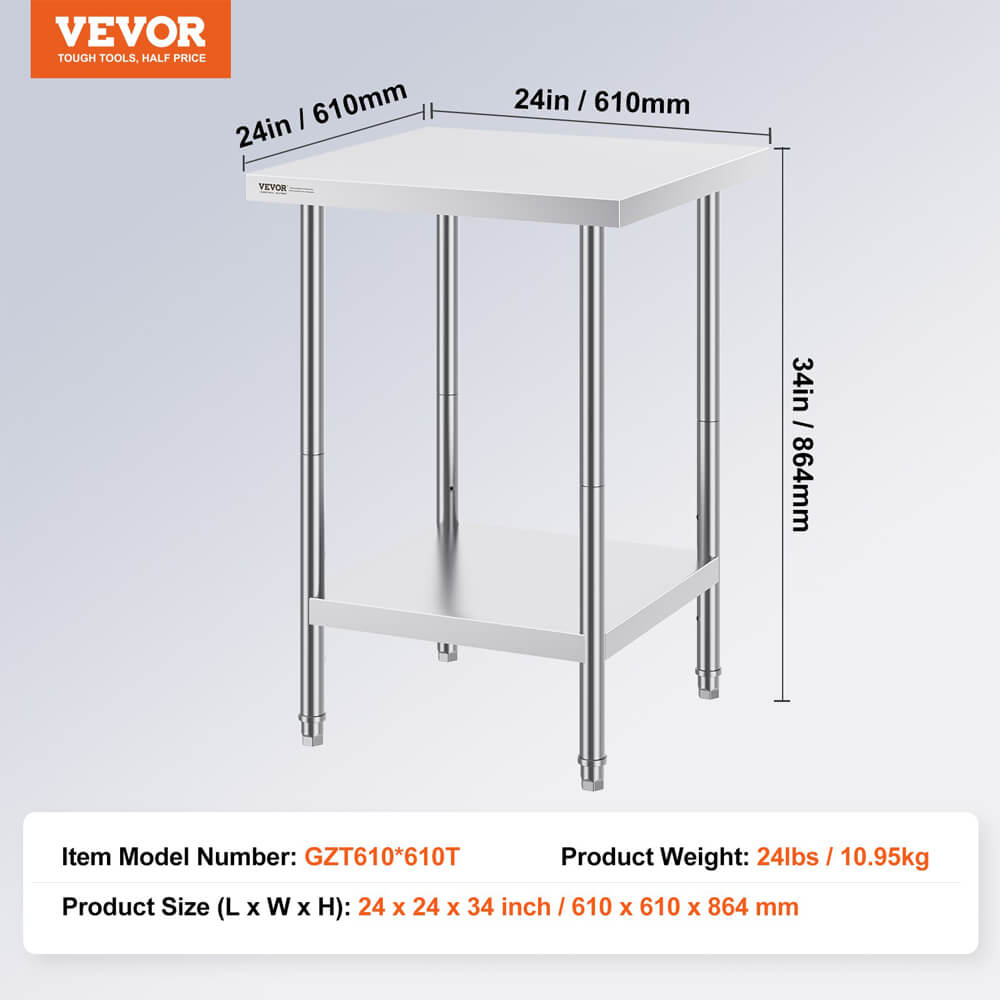 VEVOR
TOUGH TOOLS, HALF PRICE
24in / 610mm
24in / 610mm
VEVOR
34in / 864mm
Item Model Number: GZT610*610T
Product Weight: 24lbs / 10.95kg
Product Size (L x W x H): 24 x 24 x 34 inch / 610 x 610 x 864 mm